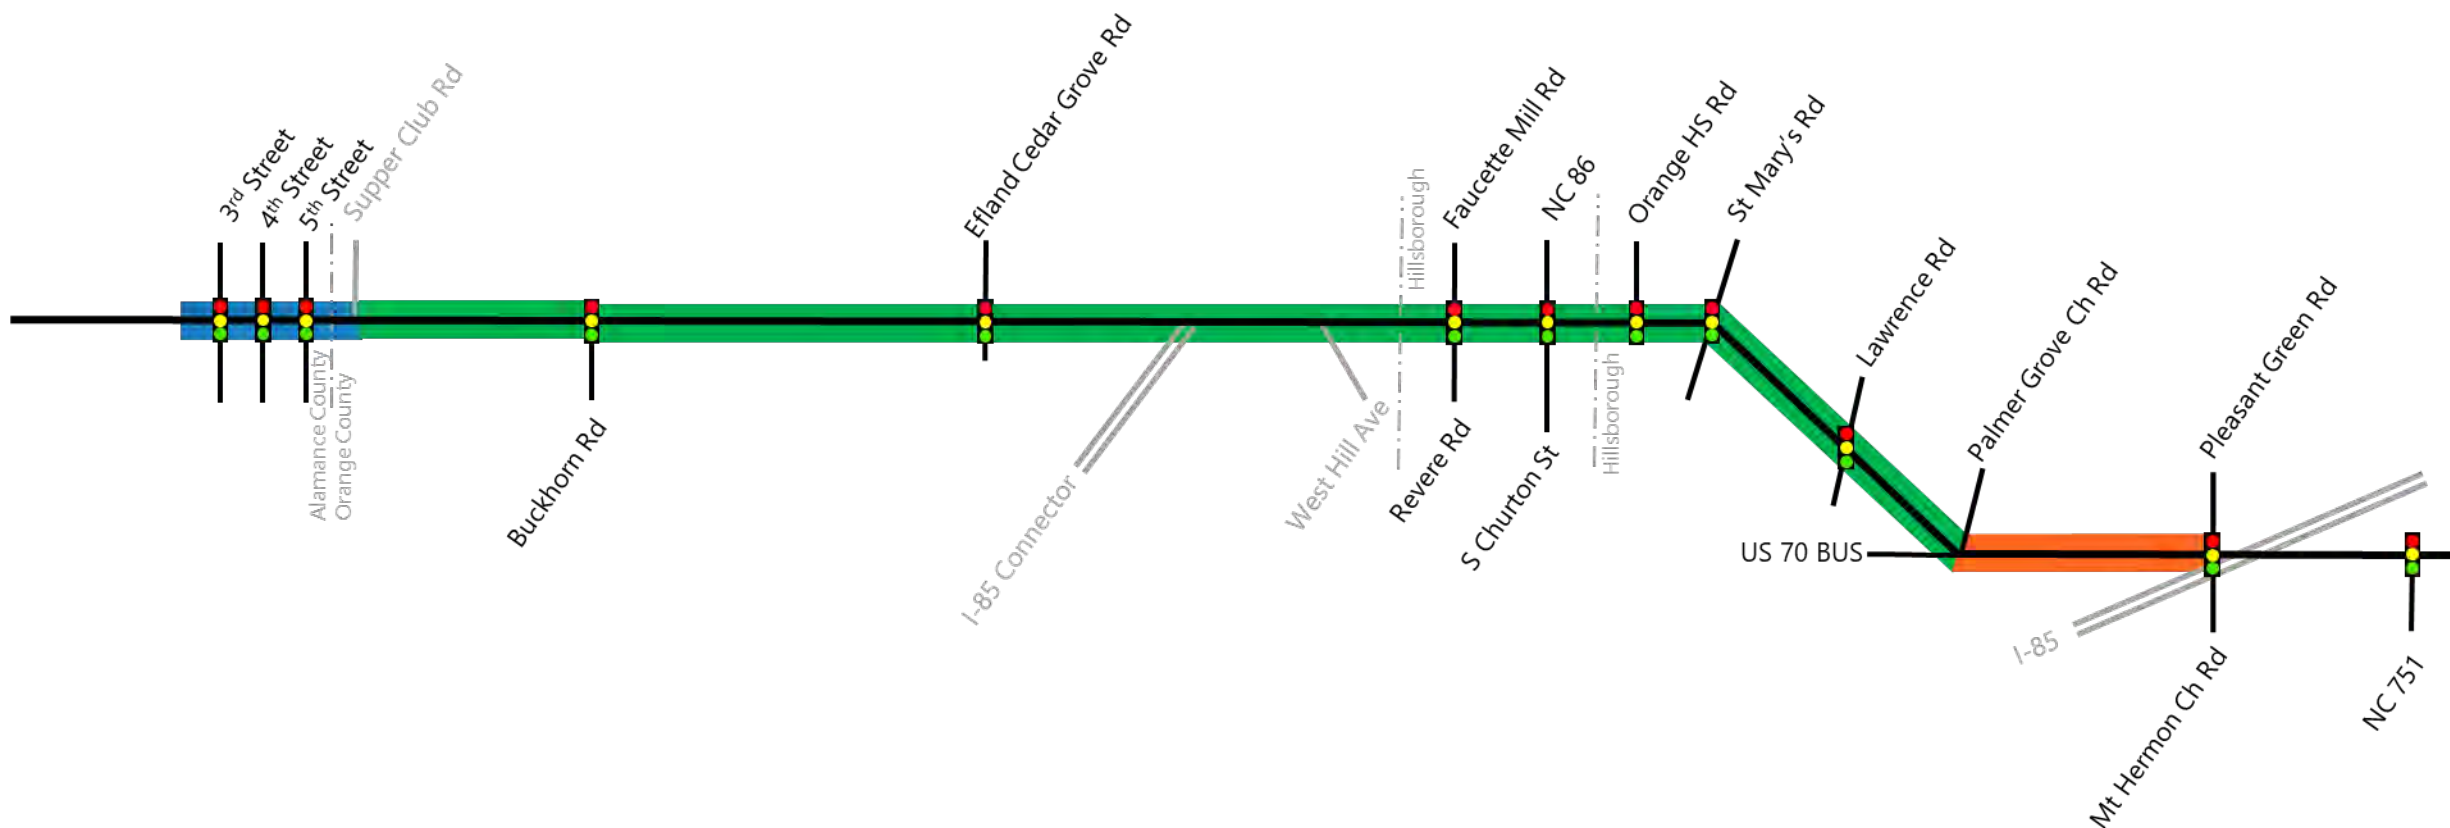 3rd Street
4th Street
5th Street
Supper Club Rd
Efland Cedar Grove Rd
Faucette Mill Rd
NC 86
Orange HS Rd
St Mary's Rd
Hillsborough
Lawrence Rd
Palmer Grove Ch Rd
Pleasant Green Rd
Alamance County
Orange County
Buckhorn Rd
I-85 Connector
West Hill Ave
Revere Rd
S Churton St
Hillsborough
US 70 BUS
I-85
Mt Hermon Ch Rd
NC 751